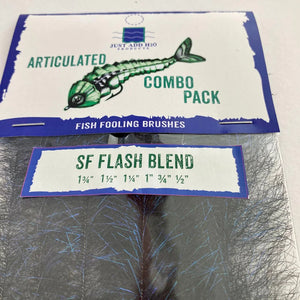 JUST ADD H2O
PRODUCTS
ARTICULATED
COMBO
PACK
FISH FOOLING BRUSHES
SF FLASH BLEND
1¾" 1½" 1¼" 1" ¾" ½"